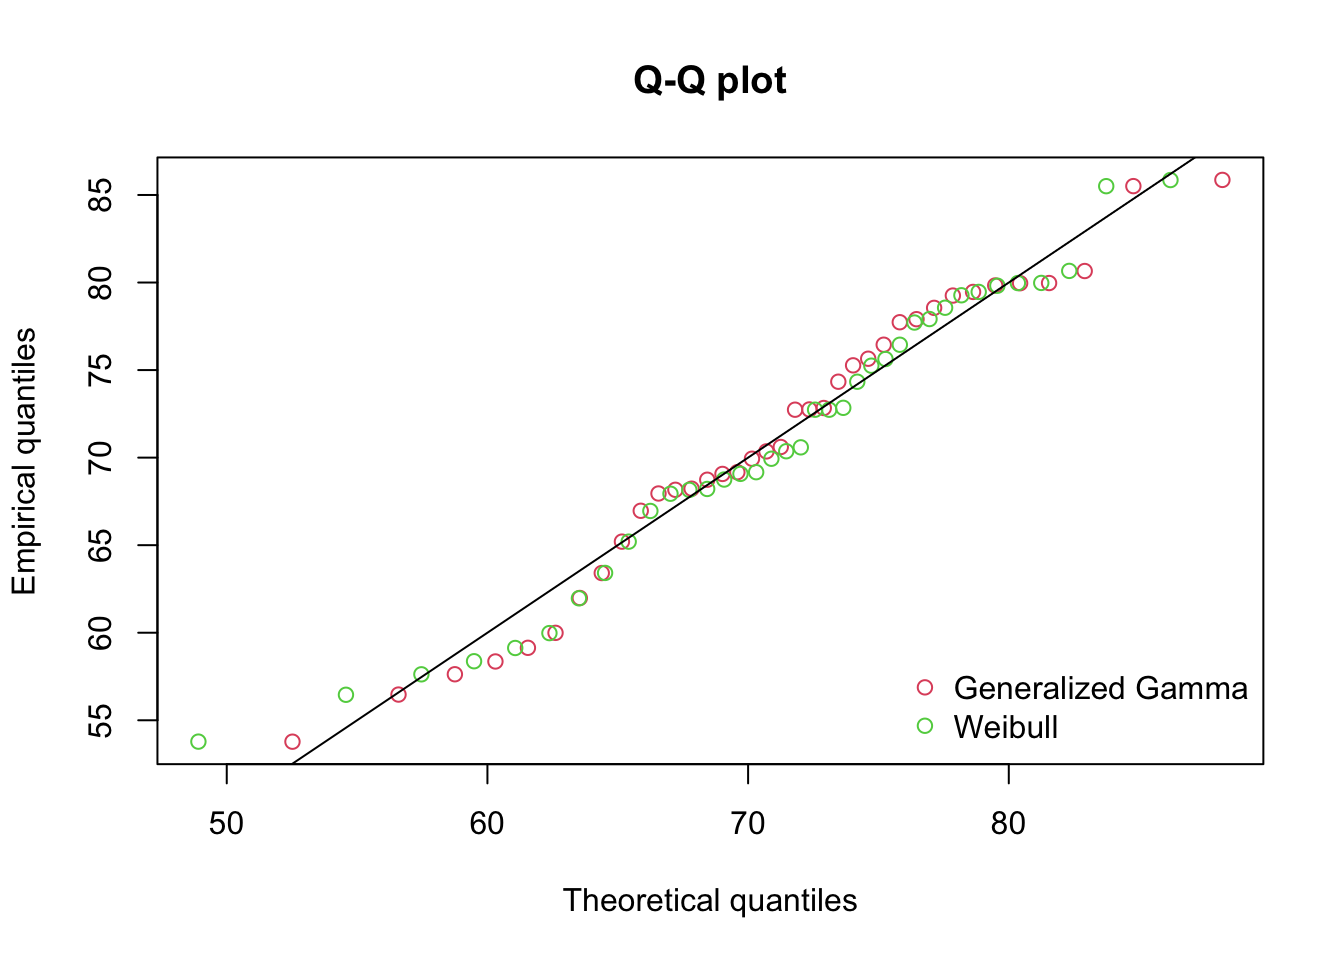 Q-Q plot
Empirical quantiles
85
80
75
70
65
60
55
Generalized Gamma
Weibull
50 60 70 80
Theoretical quantiles